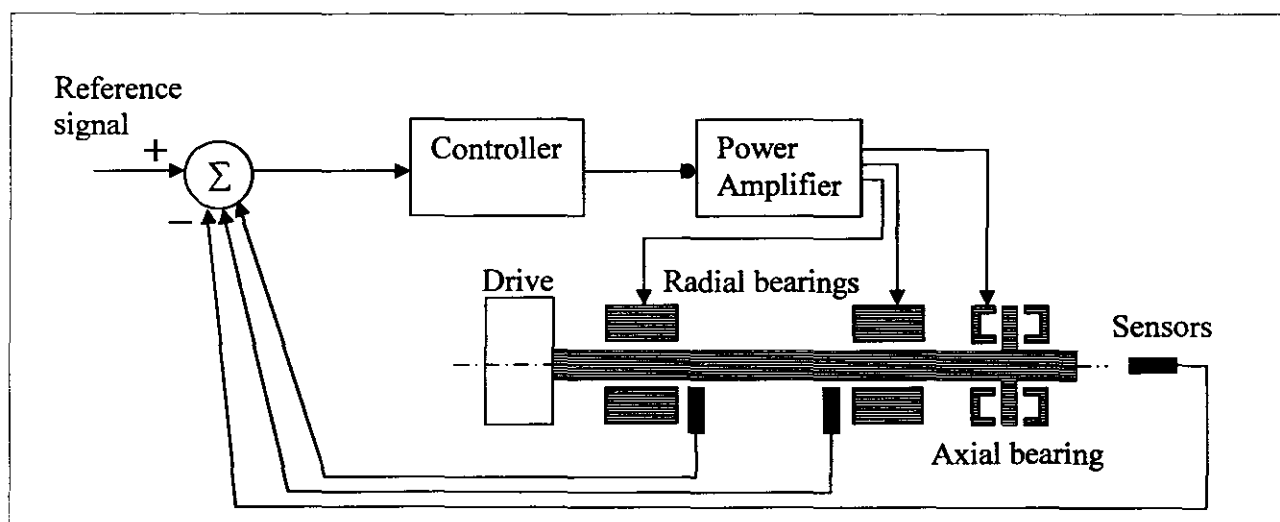 Reference
signal
+
Σ
−
Controller
Power
Amplifier
Drive
Radial bearings
Sensors
Axial bearing